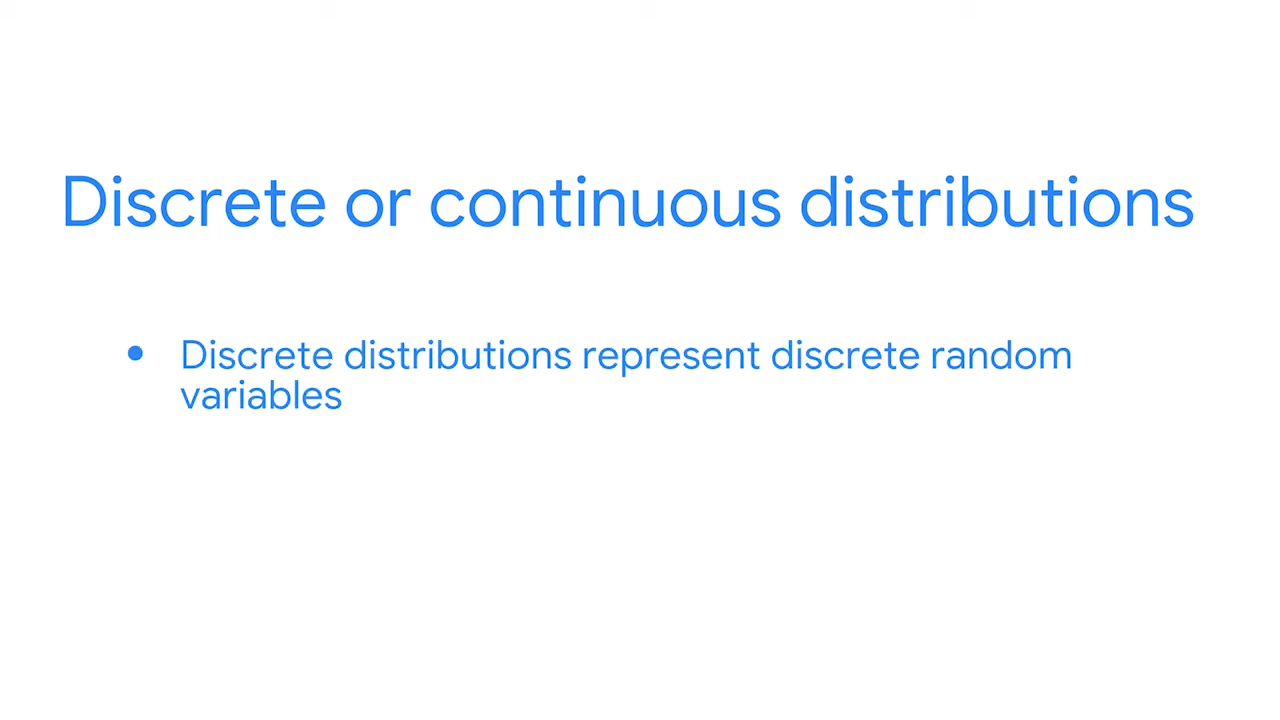 Discrete or continuous distributions
• Discrete distributions represent discrete random
variables